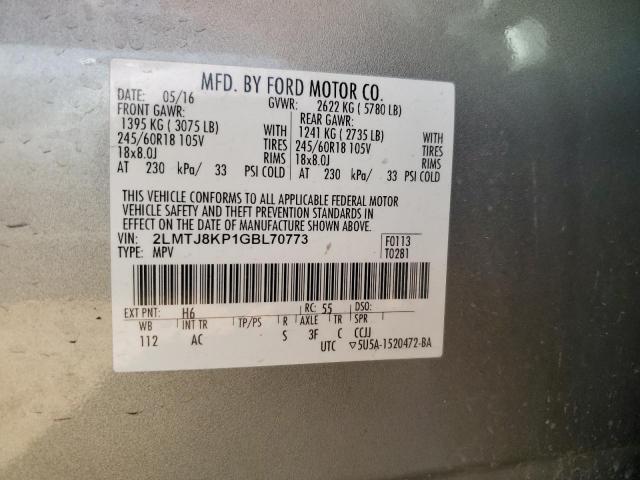 MFD. BY FORD MOTOR CO.
05/16 GVWR: 2622 KG ( 5780 LB)
FRONT GAWR: REAR GAWR:
1395 KG ( 3075 LB) WITH 1241 KG ( 2735 LB) WITH
245/60R18 105V TIRES 245/60R18 105V TIRES
18x8.0J RIMS 18x8.0J RIMS
AT 230 kPa/ 33 PSI COLD AT 230 kPa/ 33 PSI COLD
THIS VEHICLE CONFORMS TO ALL APPLICABLE FEDERAL MOTOR
VEHICLE SAFETY AND THEFT PREVENTION STANDARDS IN
EFFECT ON THE DATE OF MANUFACTURE SHOWN ABOVE.
VIN: 2LMTJ8KP1GBL70773 F0113
TYPE: MPV T0281
EXT PNT: H6 RC: 55 DSO:
WB INT TR TP/PS R AXLE TR SPR
112 AC S 3F C CCJJ
UTC ▽5U5A-1520472-BA